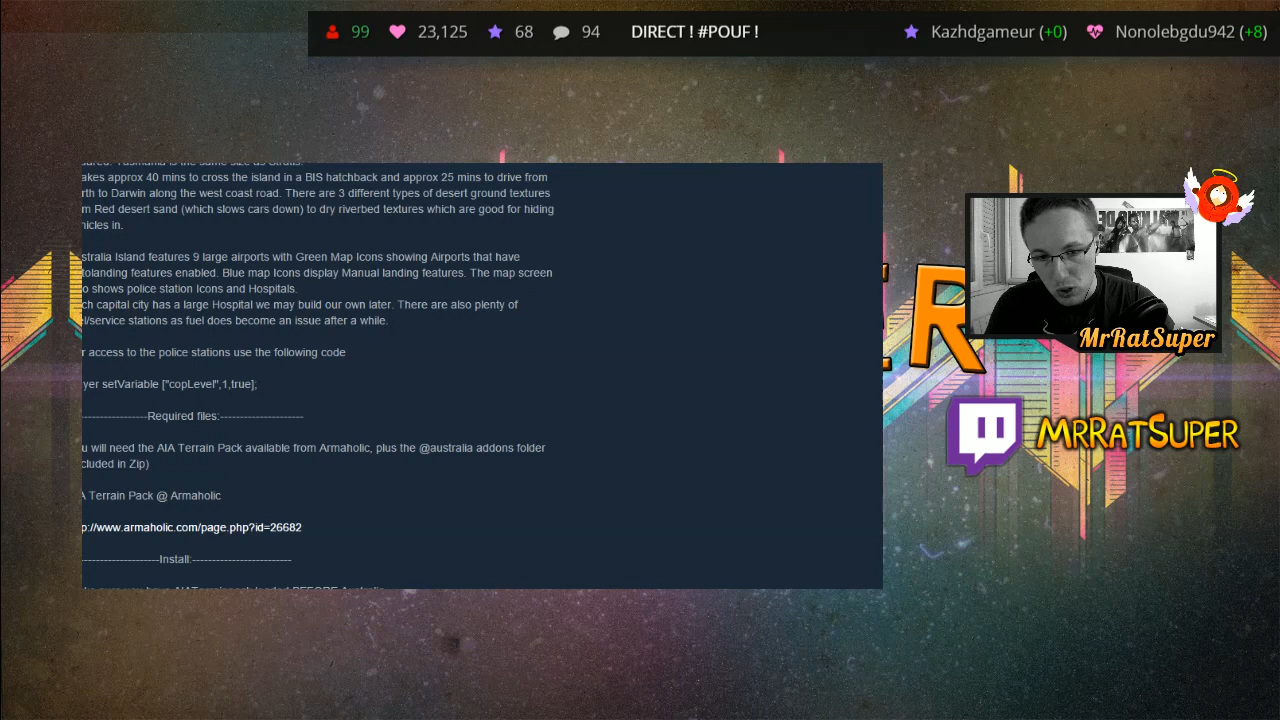 99 23,125 68 94 DIRECT ! #POUF ! Kazhdgameur (+0) Nonolebgdu942 (+8)
Tasmania is the same size as Stratis.
akes approx 40 mins to cross the island in a BIS hatchback and approx 25 mins to drive from
rth to Darwin along the west coast road. There are 3 different types of desert ground textures
m Red desert sand (which slows cars down) to dry riverbed textures which are good for hiding
hicles in.
stralia Island features 9 large airports with Green Map Icons showing Airports that have
tolanding features enabled. Blue map Icons display Manual landing features. The map screen
o shows police station Icons and Hospitals.
ch capital city has a large Hospital we may build our own later. There are also plenty of
l/service stations as fuel does become an issue after a while.
r access to the police stations use the following code
yer setVariable ["copLevel",1,true];
-----------------Required files:---------------------
u will need the AIA Terrain Pack available from Armaholic, plus the @australia addons folder
cluded in Zip)
A Terrain Pack @ Armaholic
p://www.armaholic.com/page.php?id=26682
--------------------Install:-------------------------
R
MrRatSuper
MRRATSUPER